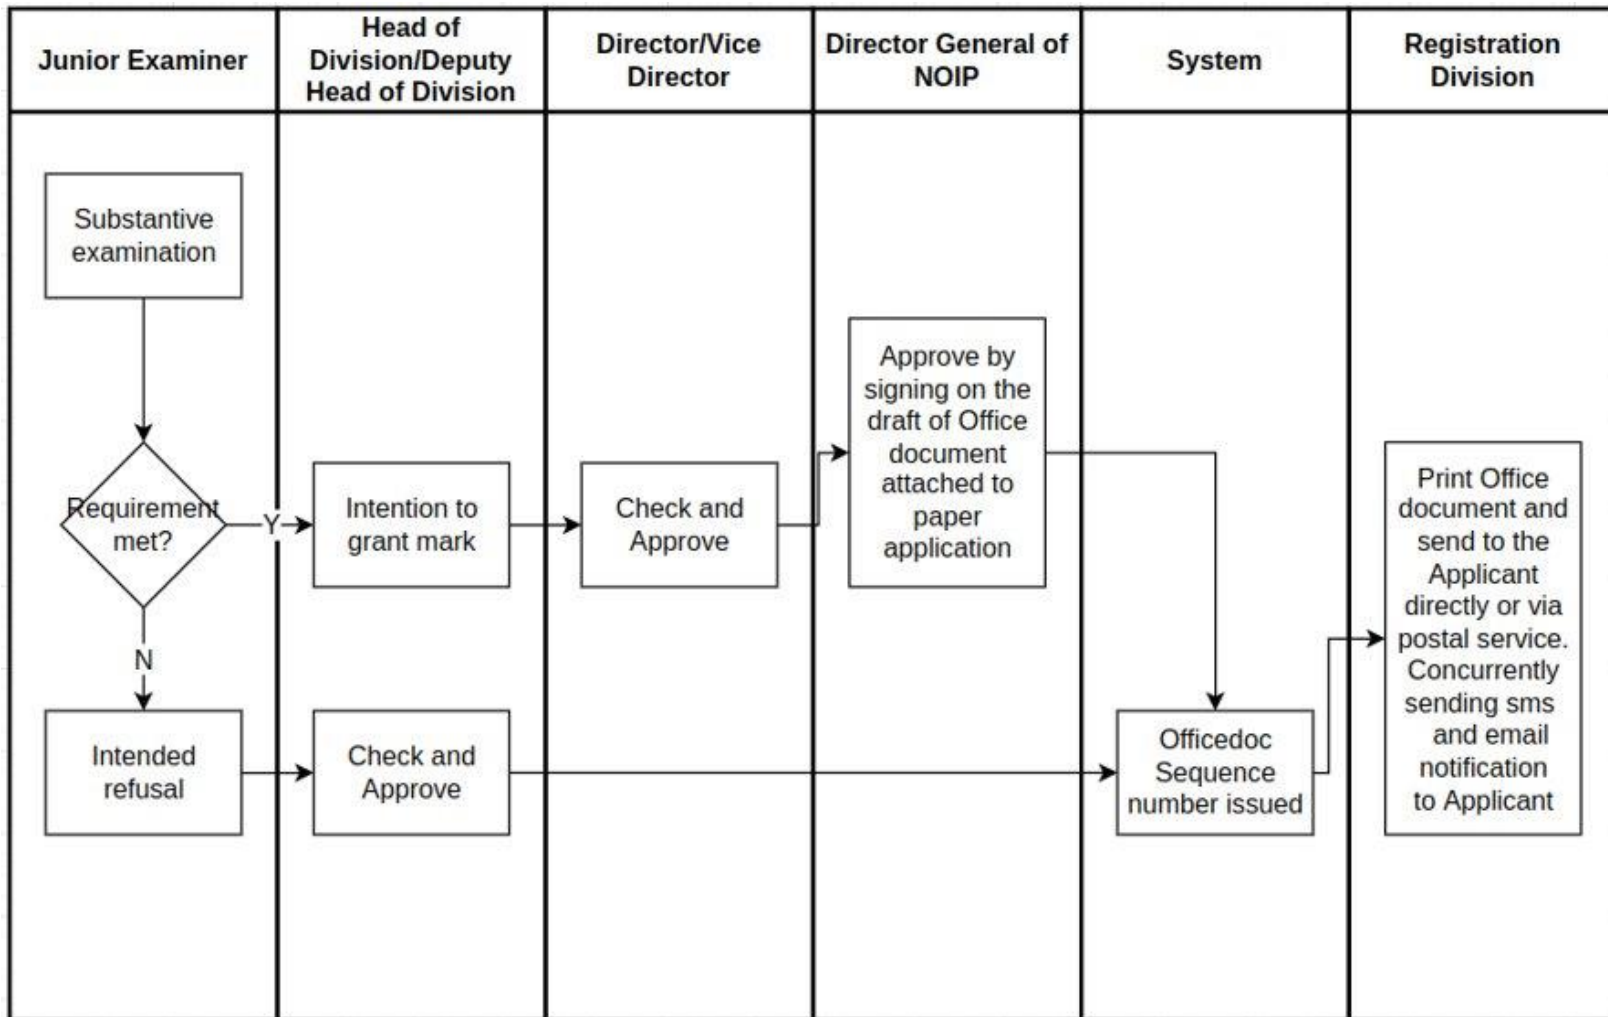 Junior Examiner
Head of
Division/Deputy
Head of Division
Director/Vice
Director
Director General of
NOIP
System
Registration
Division
Substantive
examination
Requirement
met?
Y
Intention to
grant mark
Check and
Approve
Approve by
signing on the
draft of Office
document
attached to
paper
application
N
Intended
refusal
Check and
Approve
Officedoc
Sequence
number issued
Print Office
document and
send to the
Applicant
directly or via
postal service.
Concurrently
sending sms
and email
notification
to Applicant